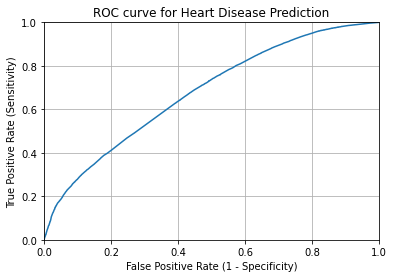 ROC curve for Heart Disease Prediction
True Positive Rate (Sensitivity)
1.0
0.8
0.6
0.4
0.2
0.0
0.0 0.2 0.4 0.6 0.8 1.0
False Positive Rate (1 - Specificity)